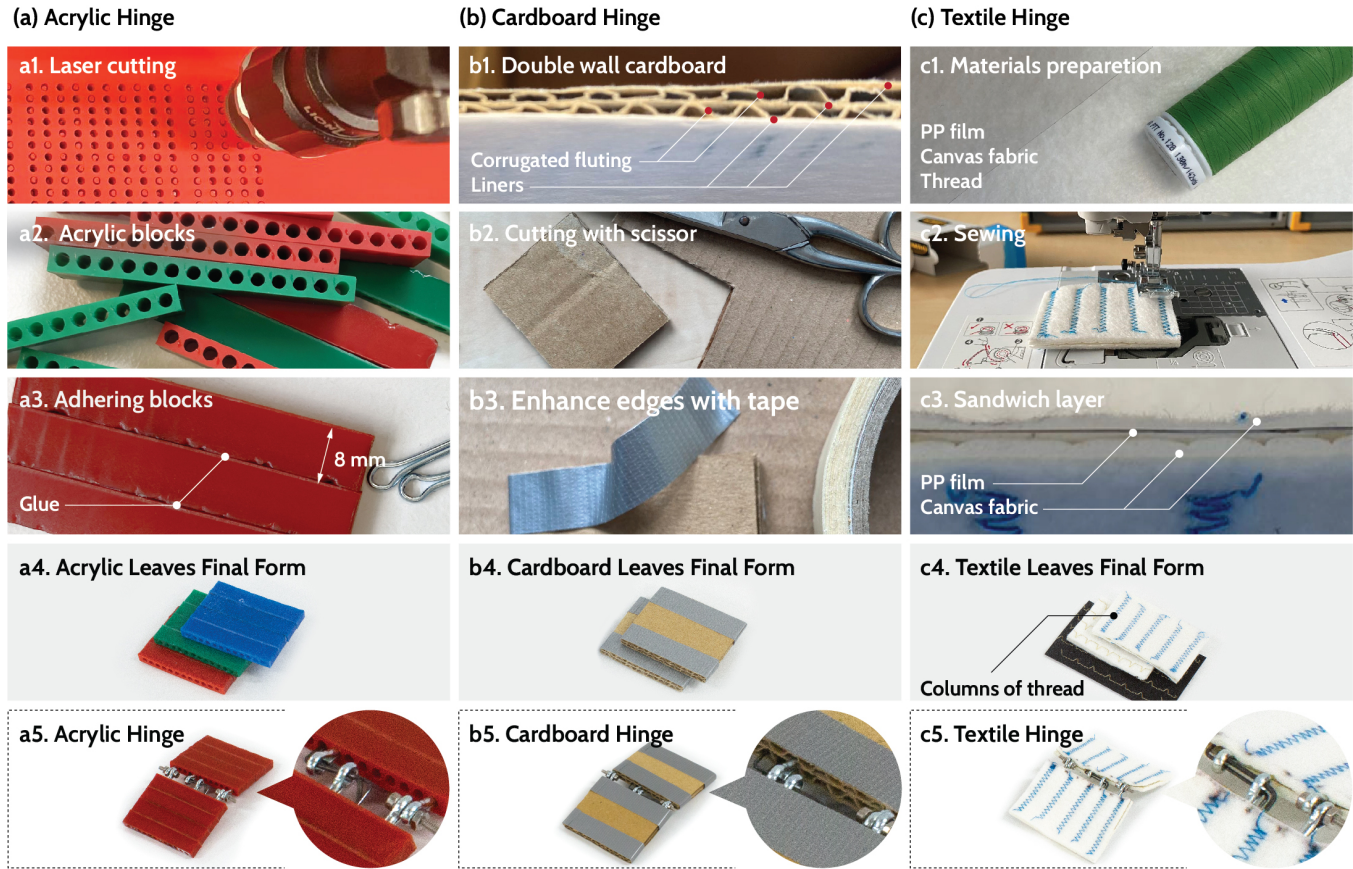 (a) Acrylic Hinge
(b) Cardboard Hinge
(c) Textile Hinge
a1. Laser cutting
LION
b1. Double wall cardboard
Corrugated fluting
Liners
c1. Materials preparetion
PP film
Canvas fabric
Thread
a2. Acrylic blocks
b2. Cutting with scissor
c2. Sewing
a3. Adhering blocks
8 mm
Glue
b3. Enhance edges with tape
c3. Sandwich layer
PP film
Canvas fabric
a4. Acrylic Leaves Final Form
b4. Cardboard Leaves Final Form
c4. Textile Leaves Final Form
Columns of thread
a5. Acrylic Hinge
b5. Cardboard Hinge
c5. Textile Hinge